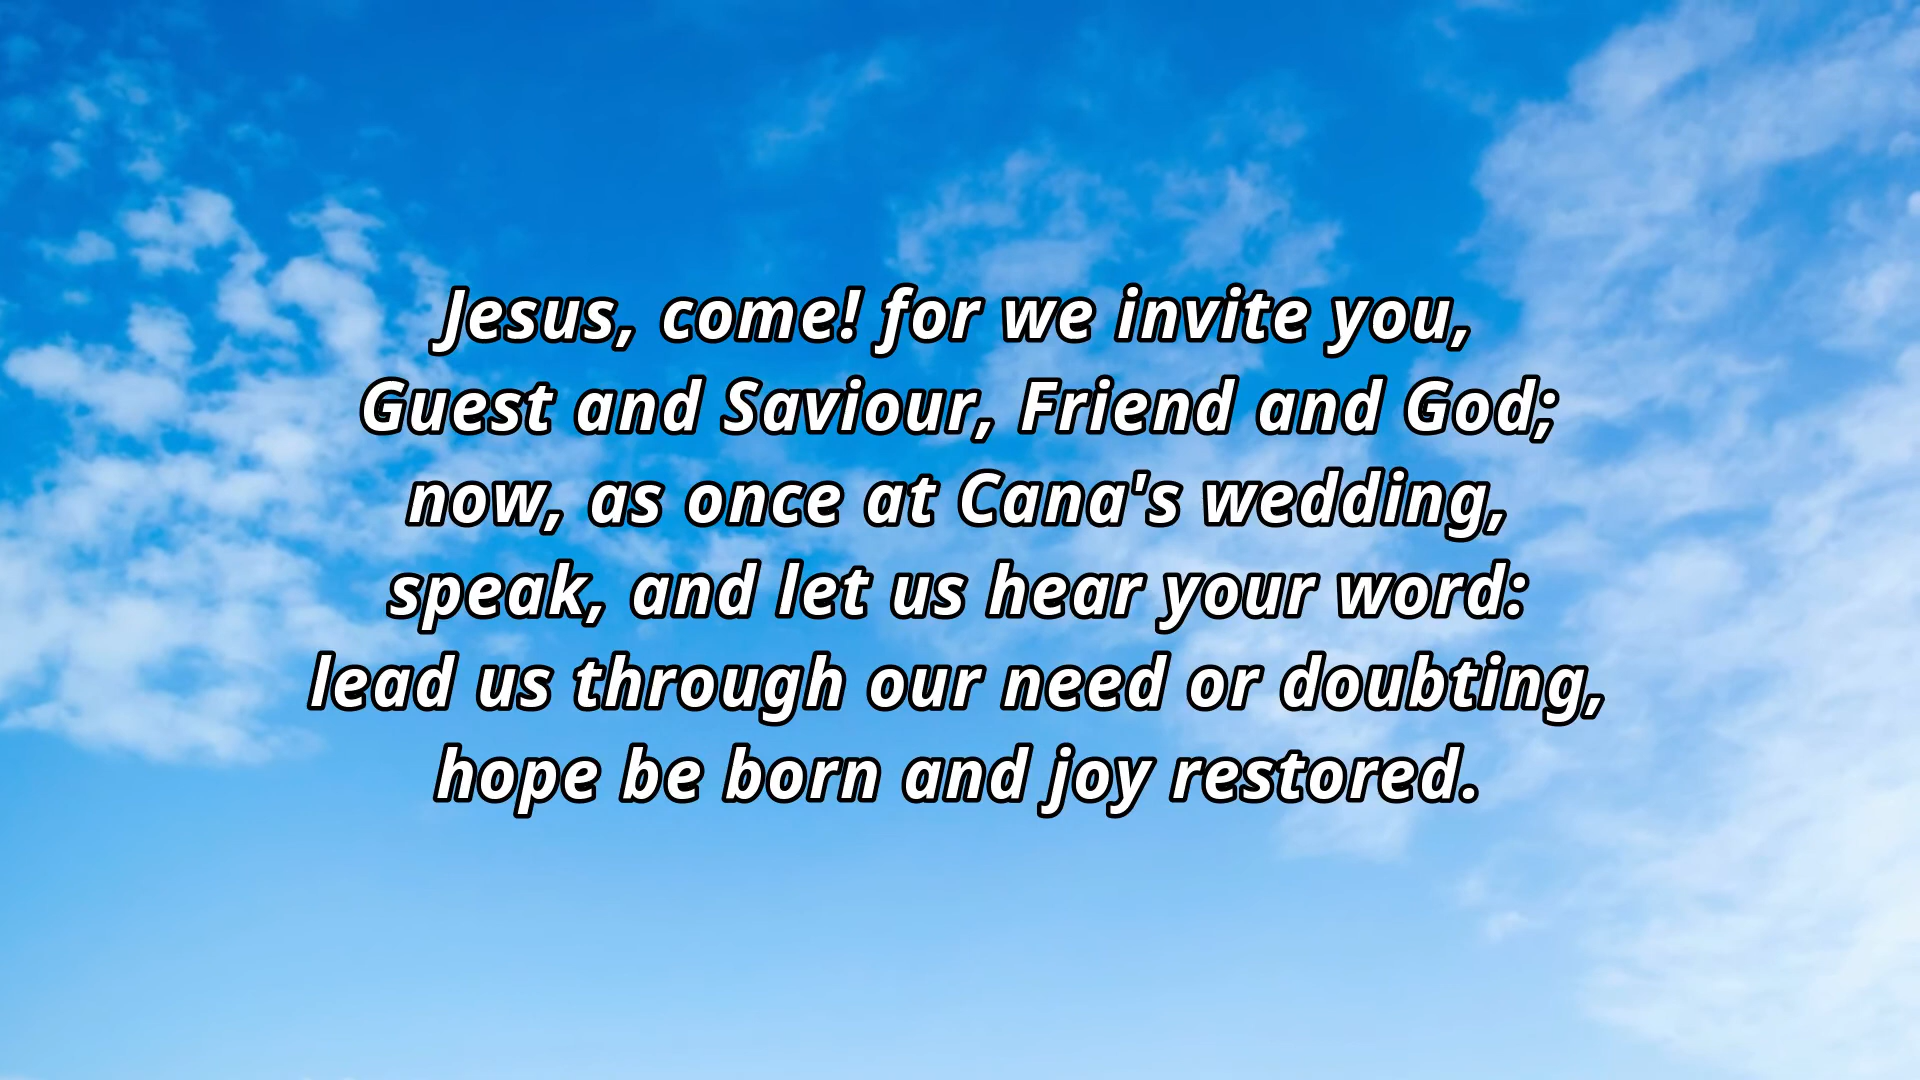 Jesus, come! for we invite you,
Guest and Saviour, Friend and God;
now, as once at Cana's wedding,
speak, and let us hear your word:
lead us through our need or doubting,
hope be born and joy restored.